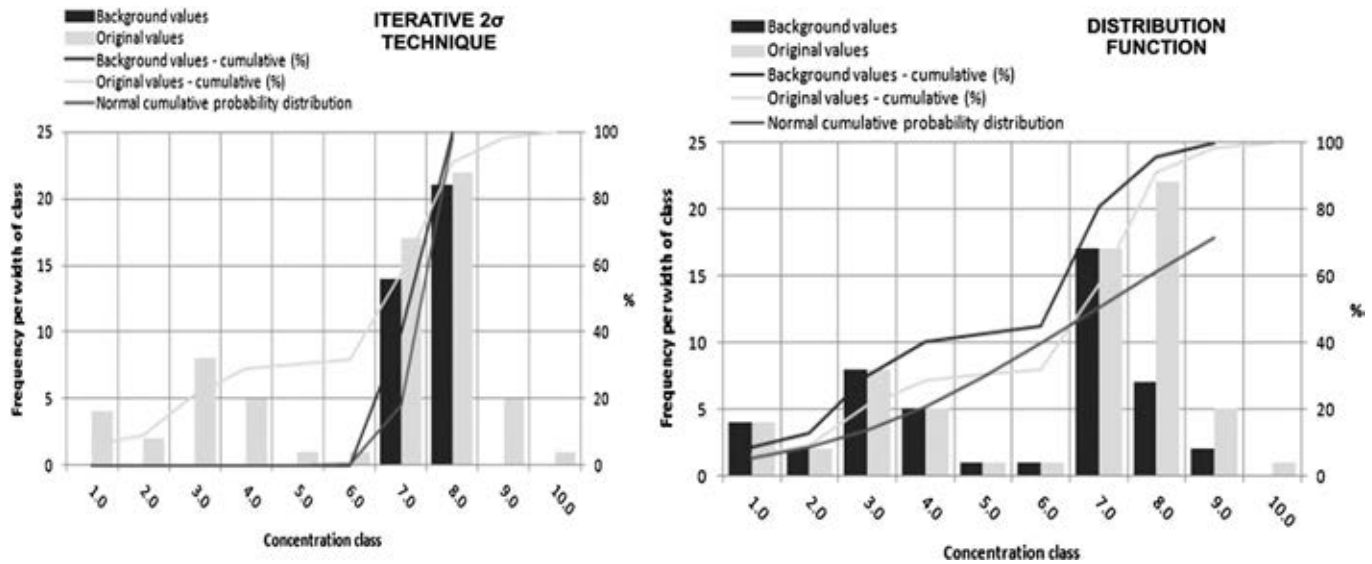 Background values
Original values
Background values - cumulative (%)
Original values - cumulative (%)
Normal cumulative probability distribution
ITERATIVE 2σ
TECHNIQUE
25
20
15
10
5
0
100
80
60
40
20
0
Frequency per width of class
%
1.0
2.0
3.0
4.0
5.0
6.0
7.0
8.0
9.0
10.0
Concentration class
Background values
Original values
Background values - cumulative (%)
Original values - cumulative (%)
Normal cumulative probability distribution
DISTRIBUTION
FUNCTION
25
20
15
10
5
0
100
80
60
40
20
0
Frequency per width of class
%
1.0
2.0
3.0
4.0
5.0
6.0
7.0
8.0
9.0
10.0
Concentration class